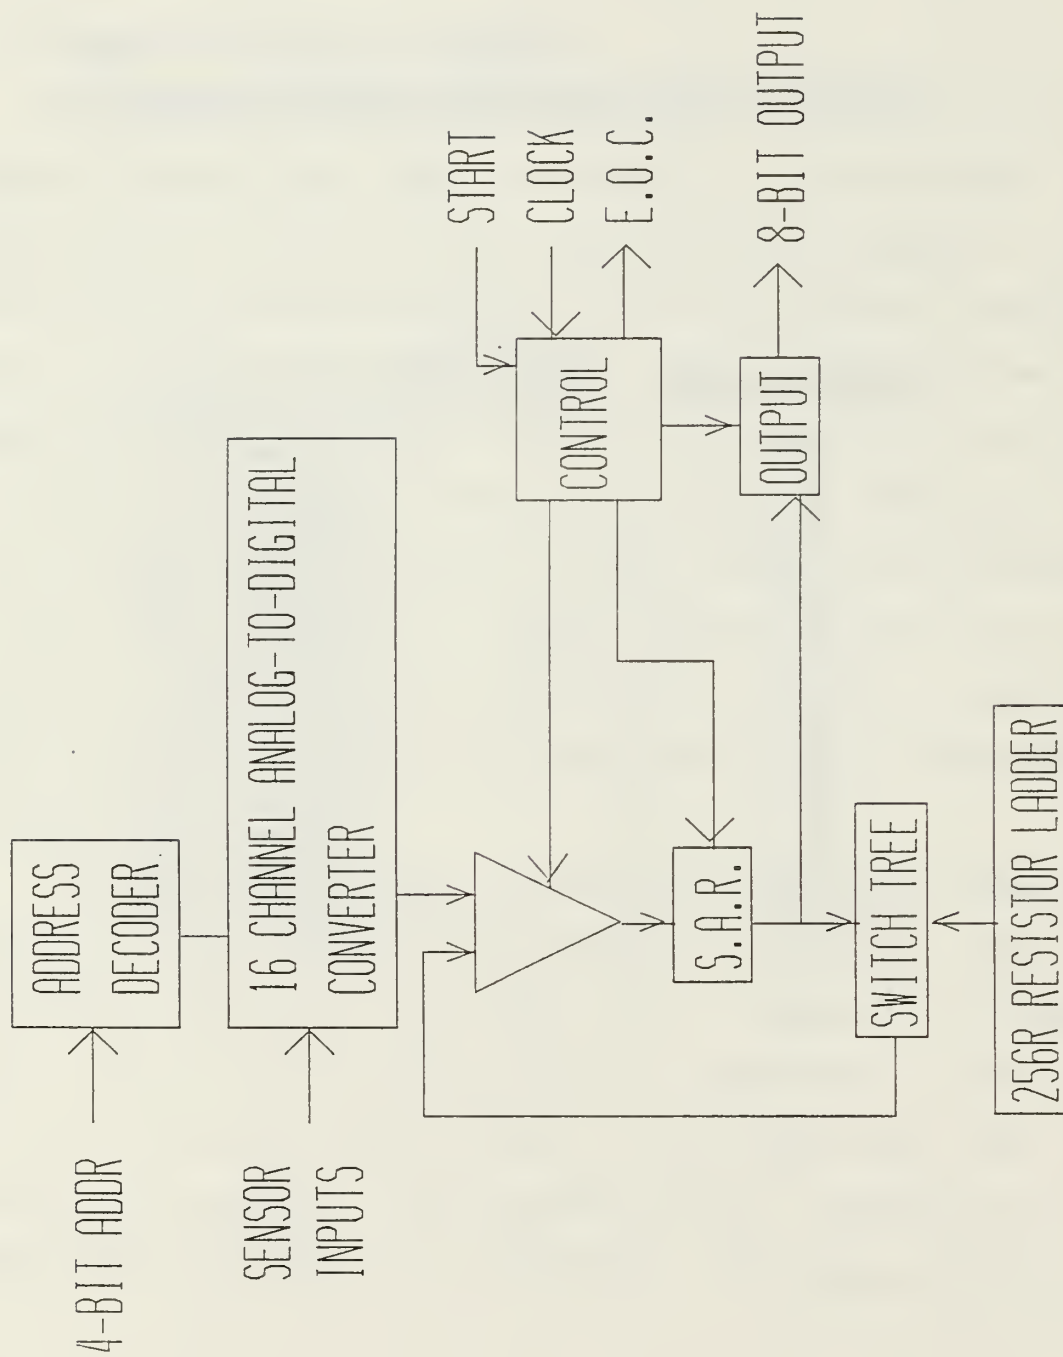 4-BIT ADDR
ADDRESS
DECODER
SENSOR
INPUTS
16 CHANNEL ANALOG-TO-DIGITAL
CONVERTER
START
CLOCK
E.O.C.
CONTROL
S.A.R.
OUTPUT
8-BIT OUTPUT
SWITCH TREE
256R RESISTOR LADDER